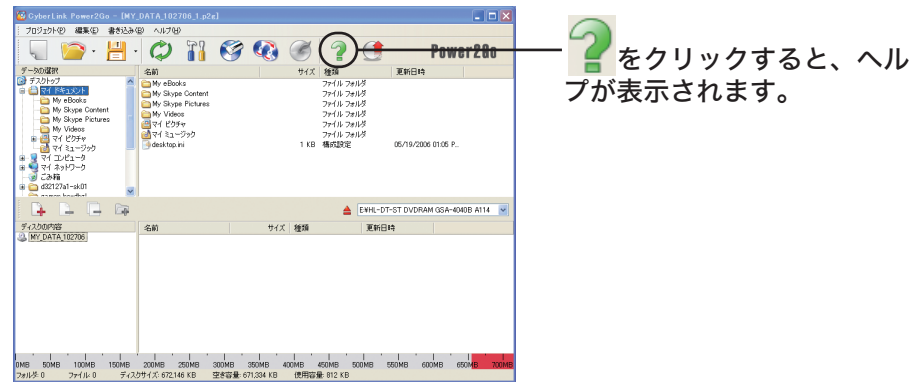 CyberLink Power2Go - [MY_DATA_102706_1.p2g]
プロジェクト(P) 編集(E) 書き込み(B) ヘルプ(H)
Power2Go
データの選択
デスクトップ
マイ ドキュメント
My eBooks
My Skype Content
My Skype Pictures
My Videos
マイ ピクチャ
マイ ミュージック
マイ コンピュータ
マイ ネットワーク
ごみ箱
d32127a1-sk01
名前 サイズ 種類 更新日時
My eBooks ファイル フォルダ
My Skype Content ファイル フォルダ
My Skype Pictures ファイル フォルダ
My Videos ファイル フォルダ
マイ ピクチャ ファイル フォルダ
マイ ミュージック ファイル フォルダ
desktop.ini 1 KB 構成設定 05/19/2006 01:05 P...
E:¥HL-DT-ST DVDRAM GSA-4040B A114
ディスクの内容
MY_DATA_102706
名前 サイズ 種類 更新日時
0MB 50MB 100MB 150MB 200MB 250MB 300MB 350MB 400MB 450MB 500MB 550MB 600MB 650MB 700MB
フォルダ: 0 ファイル: 0 ディスクサイズ: 672,146 KB 空き容量: 671,334 KB 使用容量: 812 KB
をクリックすると、ヘル
プが表示されます。